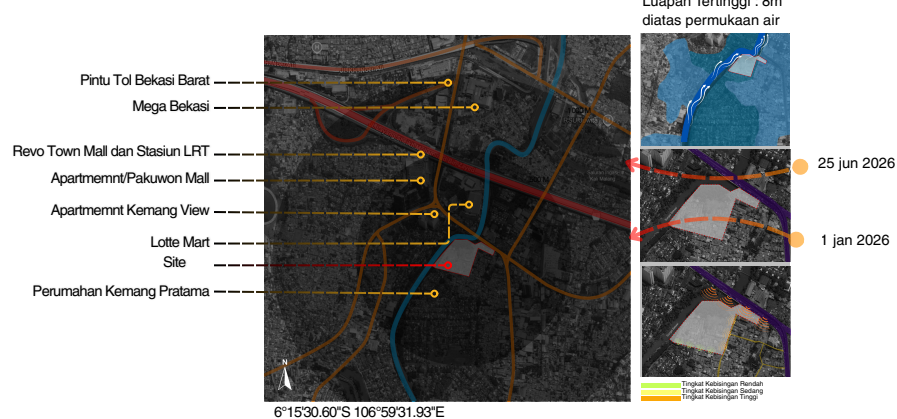 Luapan Tertinggi : 8m
diatas permukaan air
Pintu Tol Bekasi Barat
Mega Bekasi
Revo Town Mall dan Stasiun LRT
Apartmemnt/Pakuwon Mall
Apartmemnt Kemang View
Lotte Mart
Site
Perumahan Kemang Pratama
N
6°15'30.60"S 106°59'31.93"E
25 jun 2026
1 jan 2026
Tingkat Kebisingan Rendah
Tingkat Kebisingan Sedang
Tingkat Kebisingan Tinggi